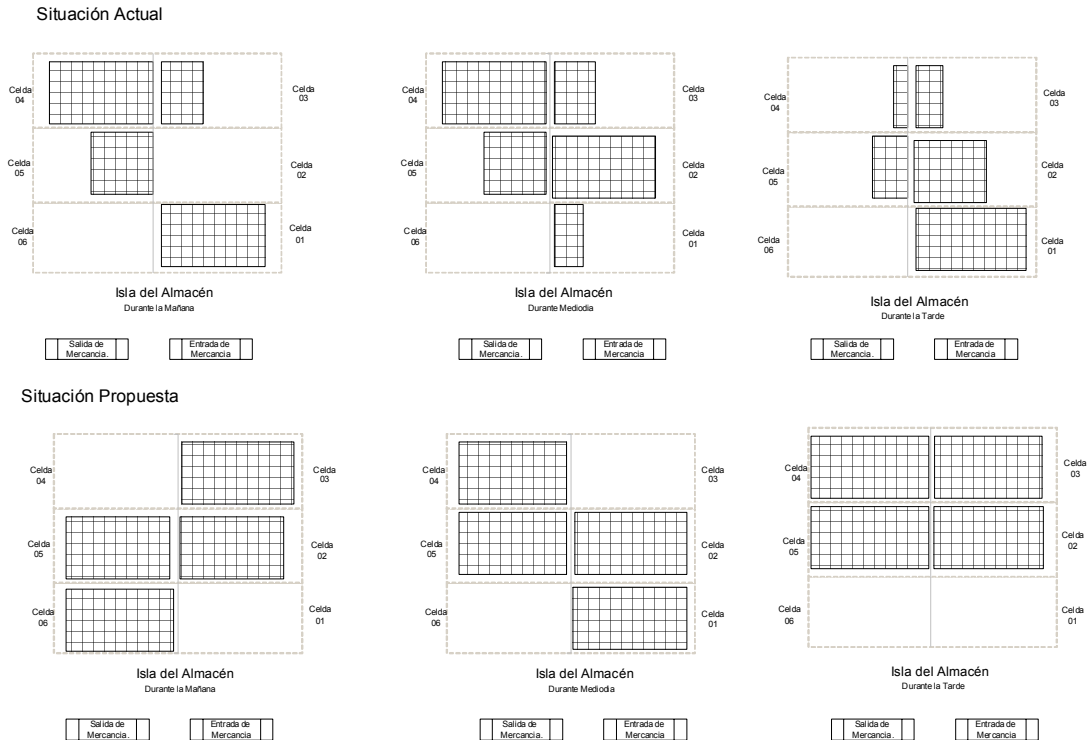 Situación Actual
Celda
04
Celda
03
Celda
05
Celda
02
Celda
06
Celda
01
Isla del Almacén
Durante la Mañana
Salida de
Mercancia.
Entrada de
Mercancia
Celda
04
Celda
03
Celda
05
Celda
02
Celda
06
Celda
01
Isla del Almacén
Durante Mediodia
Salida de
Mercancia.
Entrada de
Mercancia
Celda
04
Celda
03
Celda
05
Celda
02
Celda
06
Celda
01
Isla del Almacén
Durante la Tarde
Salida de
Mercancia.
Entrada de
Mercancia
Situación Propuesta
Celda
04
Celda
03
Celda
05
Celda
02
Celda
06
Celda
01
Isla del Almacén
Durante la Mañana
Salida de
Mercancia.
Entrada de
Mercancia
Celda
04
Celda
03
Celda
05
Celda
02
Celda
06
Celda
01
Isla del Almacén
Durante Mediodia
Salida de
Mercancia.
Entrada de
Mercancia
Celda
04
Celda
03
Celda
05
Celda
02
Celda
06
Celda
01
Isla del Almacén
Durante la Tarde
Salida de
Mercancia.
Entrada de
Mercancia